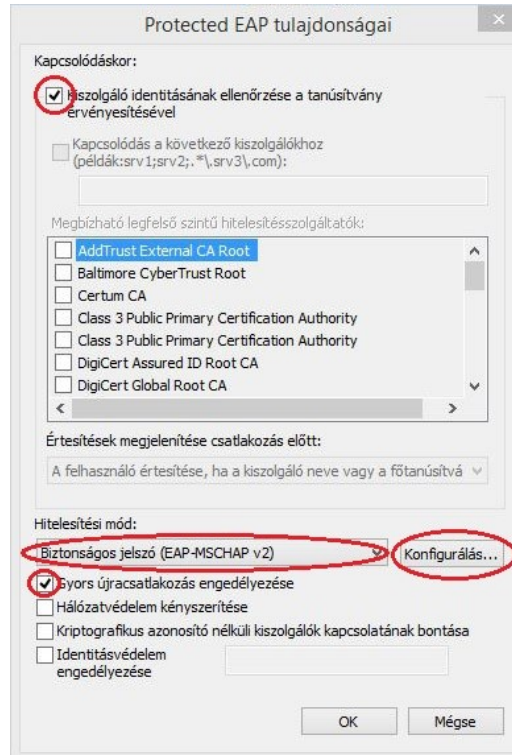 Protected EAP tulajdonságai
Kapcsolódáskor:
Kiszolgáló identitásának ellenőrzése a tanúsítvány
érvényesítésével
Kapcsolódás a következő kiszolgálókhoz
(példák:srv1;srv2;.*\.srv3\.com):
Megbízható legfelső szintű hitelesítésszolgáltatók:
AddTrust External CA Root
Baltimore CyberTrust Root
Certum CA
Class 3 Public Primary Certification Authority
Class 3 Public Primary Certification Authority
DigiCert Assured ID Root CA
DigiCert Global Root CA
Értesítések megjelenítése csatlakozás előtt:
A felhasználó értesítése, ha a kiszolgáló neve vagy a főtanúsítvá
Hitelesítési mód:
Biztonságos jelszó (EAP-MSCHAP v2) Konfigurálás...
Gyors újracsatlakozás engedélyezése
Hálózatvédelem kényszerítése
Kriptografikus azonosító nélküli kiszolgálók kapcsolatának bontása
Identitásvédelem
engedélyezése
OK Mégse